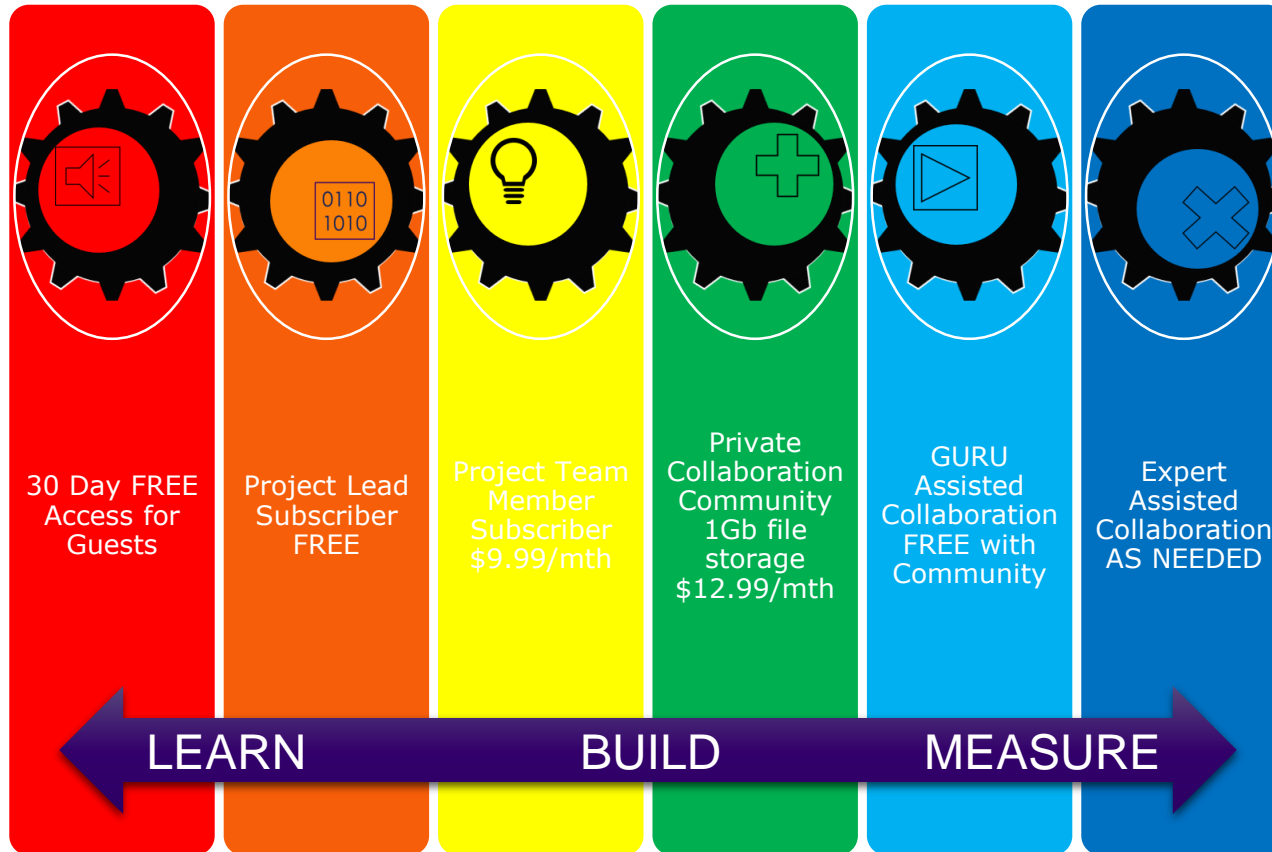 0110
1010
30 Day FREE
Access for
Guests
Project Lead
Subscriber
FREE
Project Team
Member
Subscriber
$9.99/mth
Private
Collaboration
Community
1Gb file
storage
$12.99/mth
GURU
Assisted
Collaboration
FREE with
Community
Expert
Assisted
Collaboration
AS NEEDED
LEARN
BUILD
MEASURE